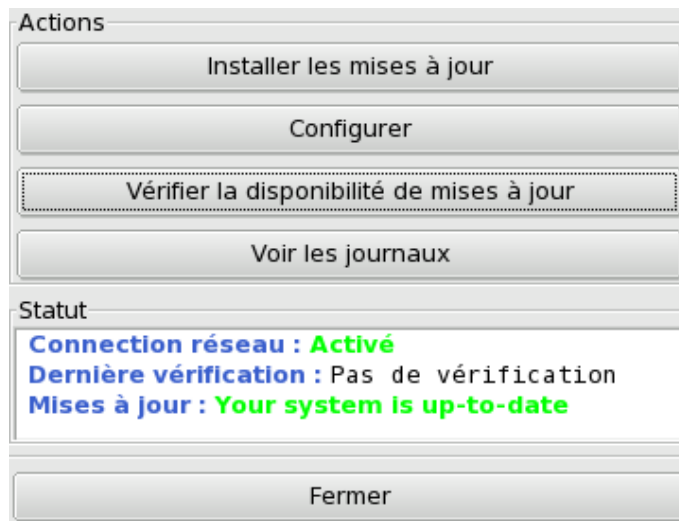 Actions
Installer les mises à jour
Configurer
Vérifier la disponibilité de mises à jour
Voir les journaux
Statut
Connection réseau : Activé
Dernière vérification : Pas de vérification
Mises à jour : Your system is up-to-date
Fermer